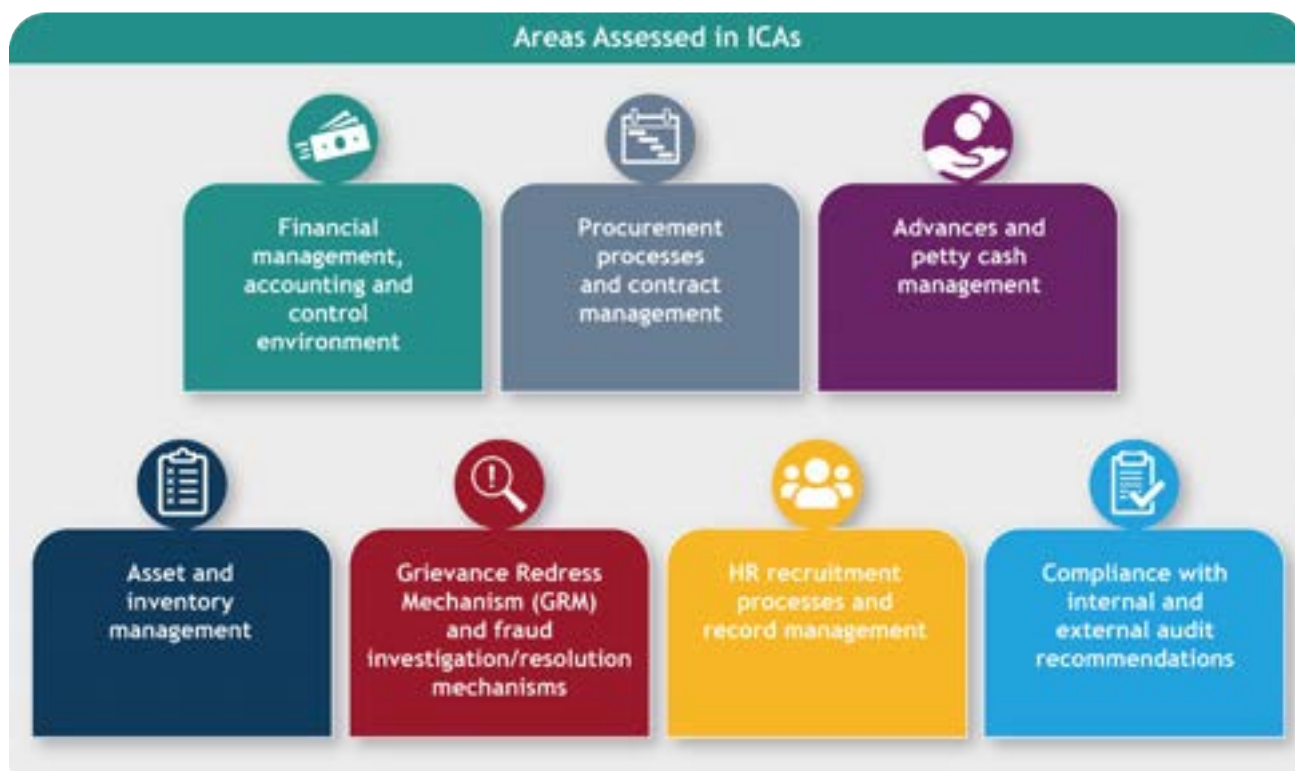 Areas Assessed in ICAs
Financial
management,
accounting and
control
environment
Procurement
processes
and contract
management
Advances and
petty cash
management
Asset and
inventory
management
Grievance Redress
Mechanism (GRM)
and fraud
investigation/resolution
mechanisms
HR recruitment
processes and
record management
Compliance with
internal and
external audit
recommendations